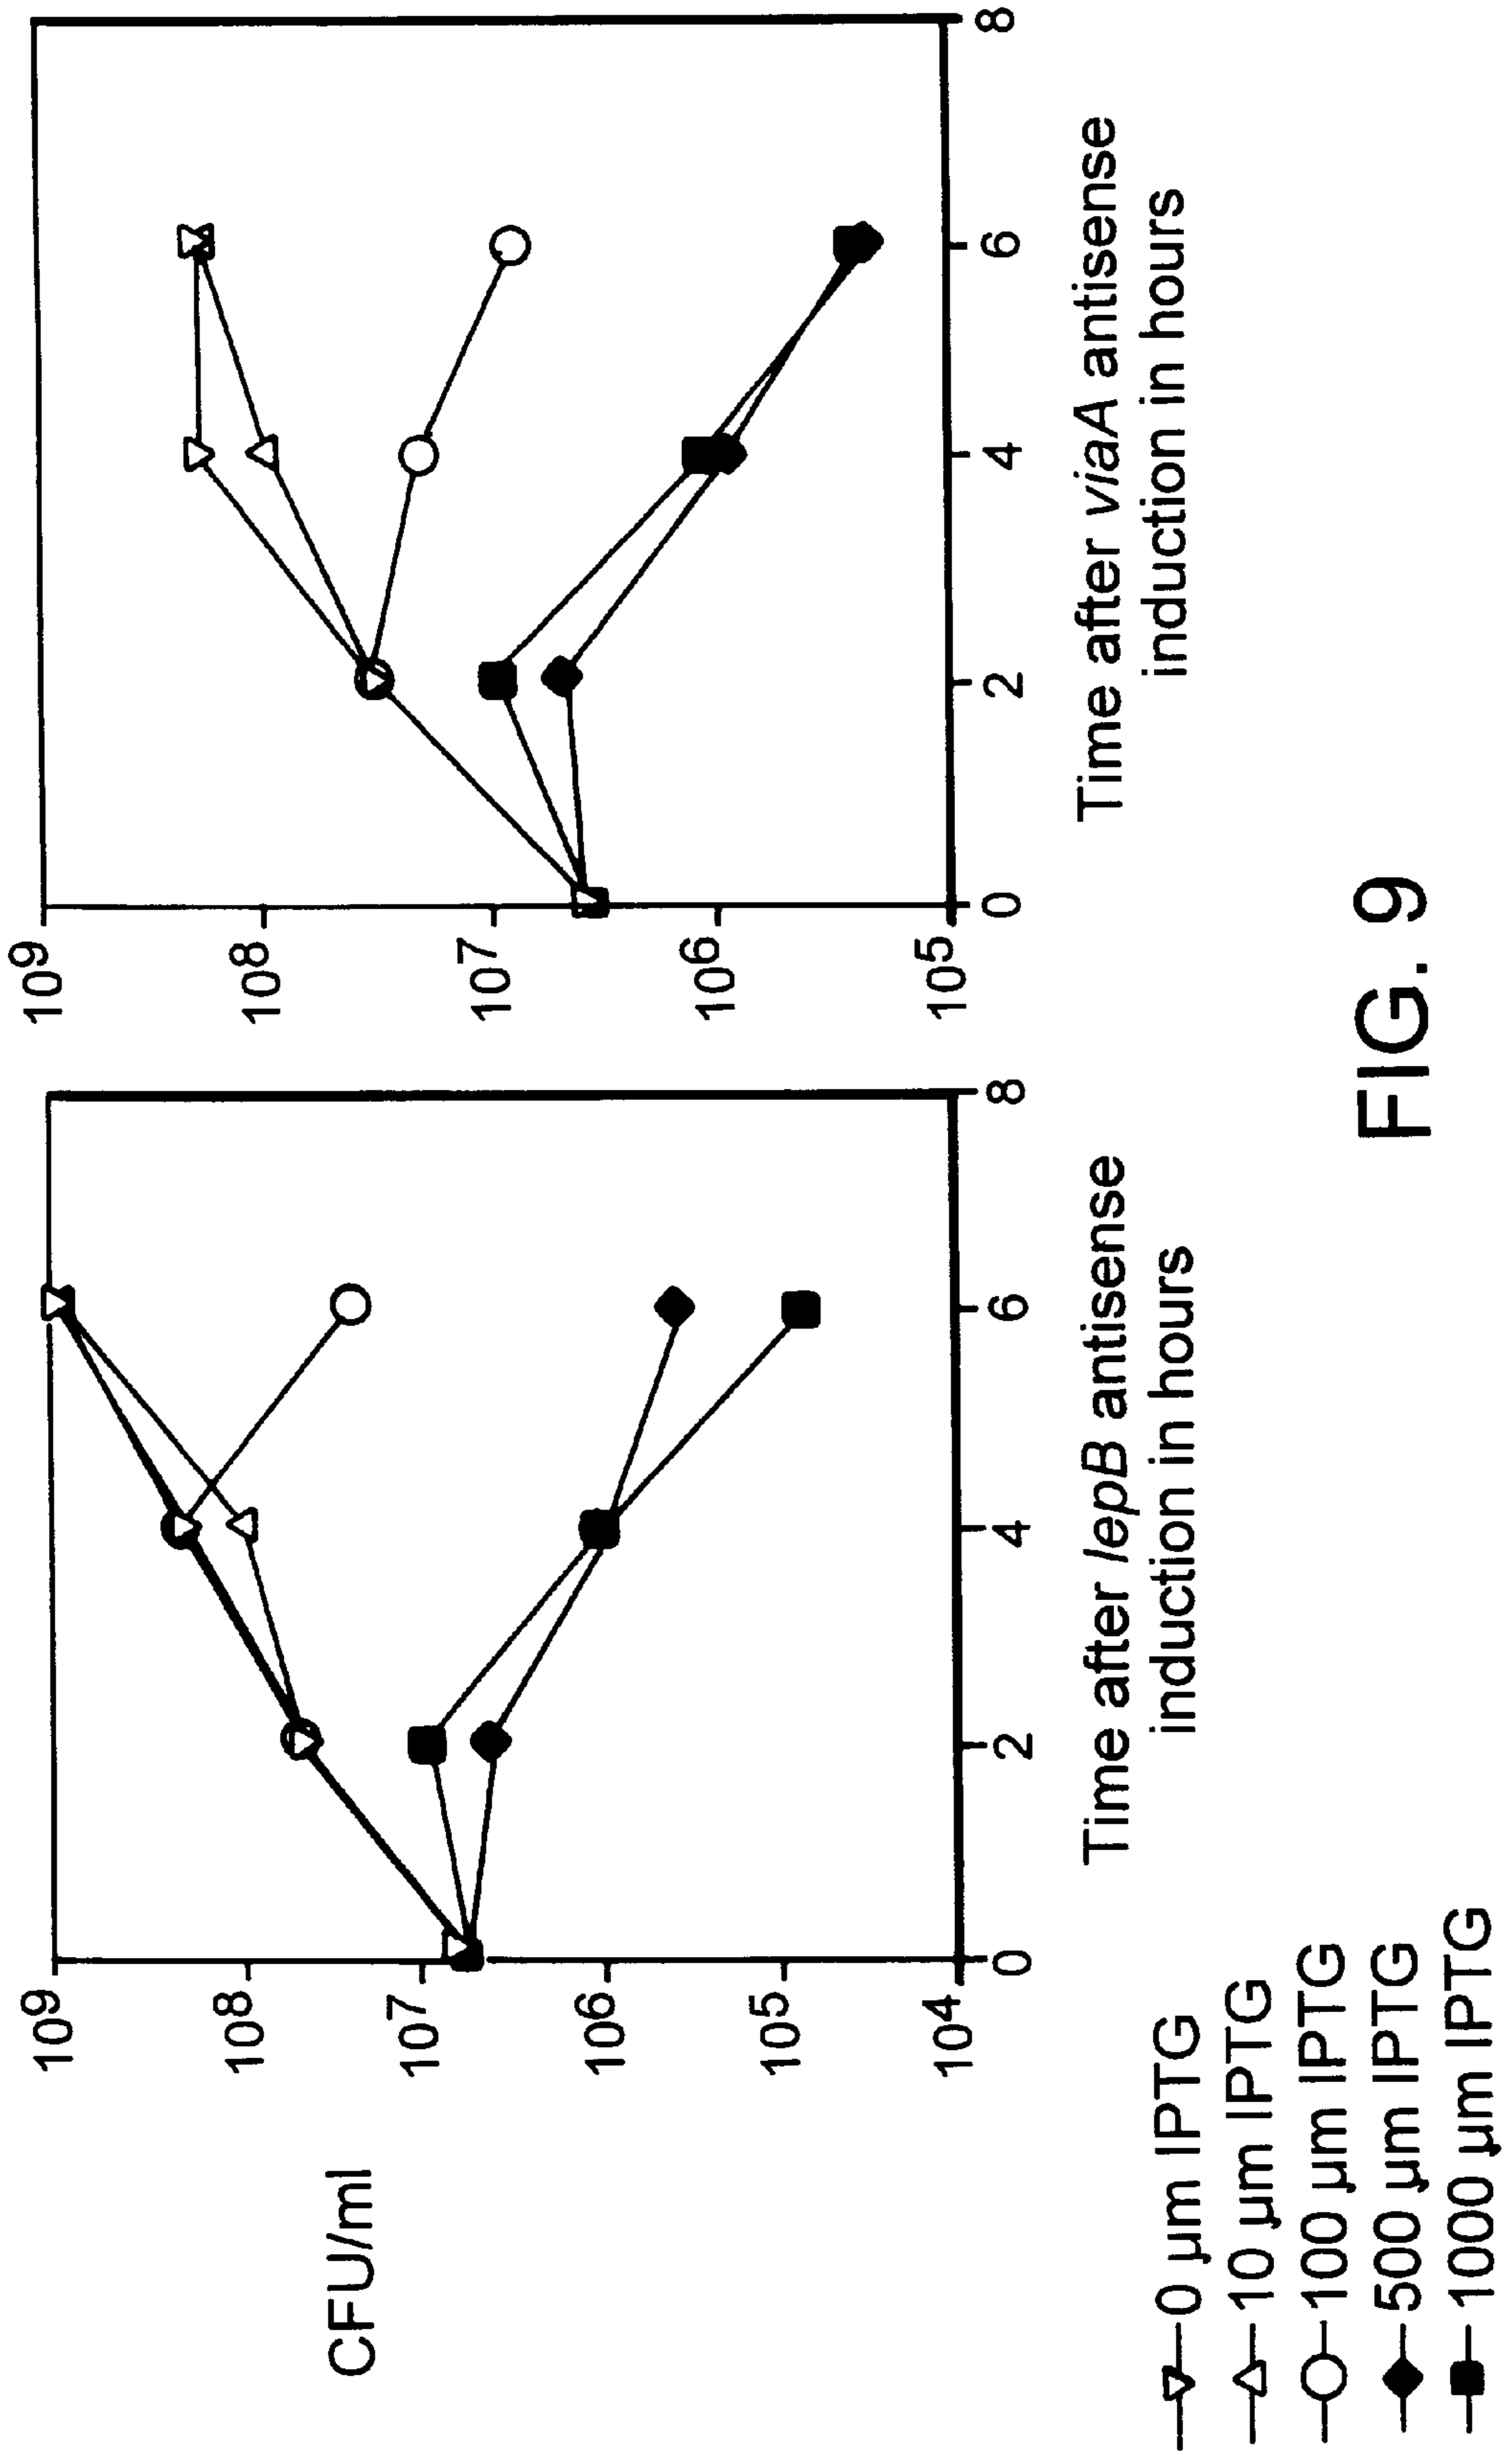 CFU/ml
10⁹
10⁸
10⁷
10⁶
10⁵
10⁴
0
2
4
6
8
Time after lepB antisense
induction in hours
10⁹
10⁸
10⁷
10⁶
10⁵
0
2
4
6
8
Time after viaA antisense
induction in hours
0 µm IPTG
10 µm IPTG
100 µm IPTG
500 µm IPTG
1000 µm IPTG
FIG. 9